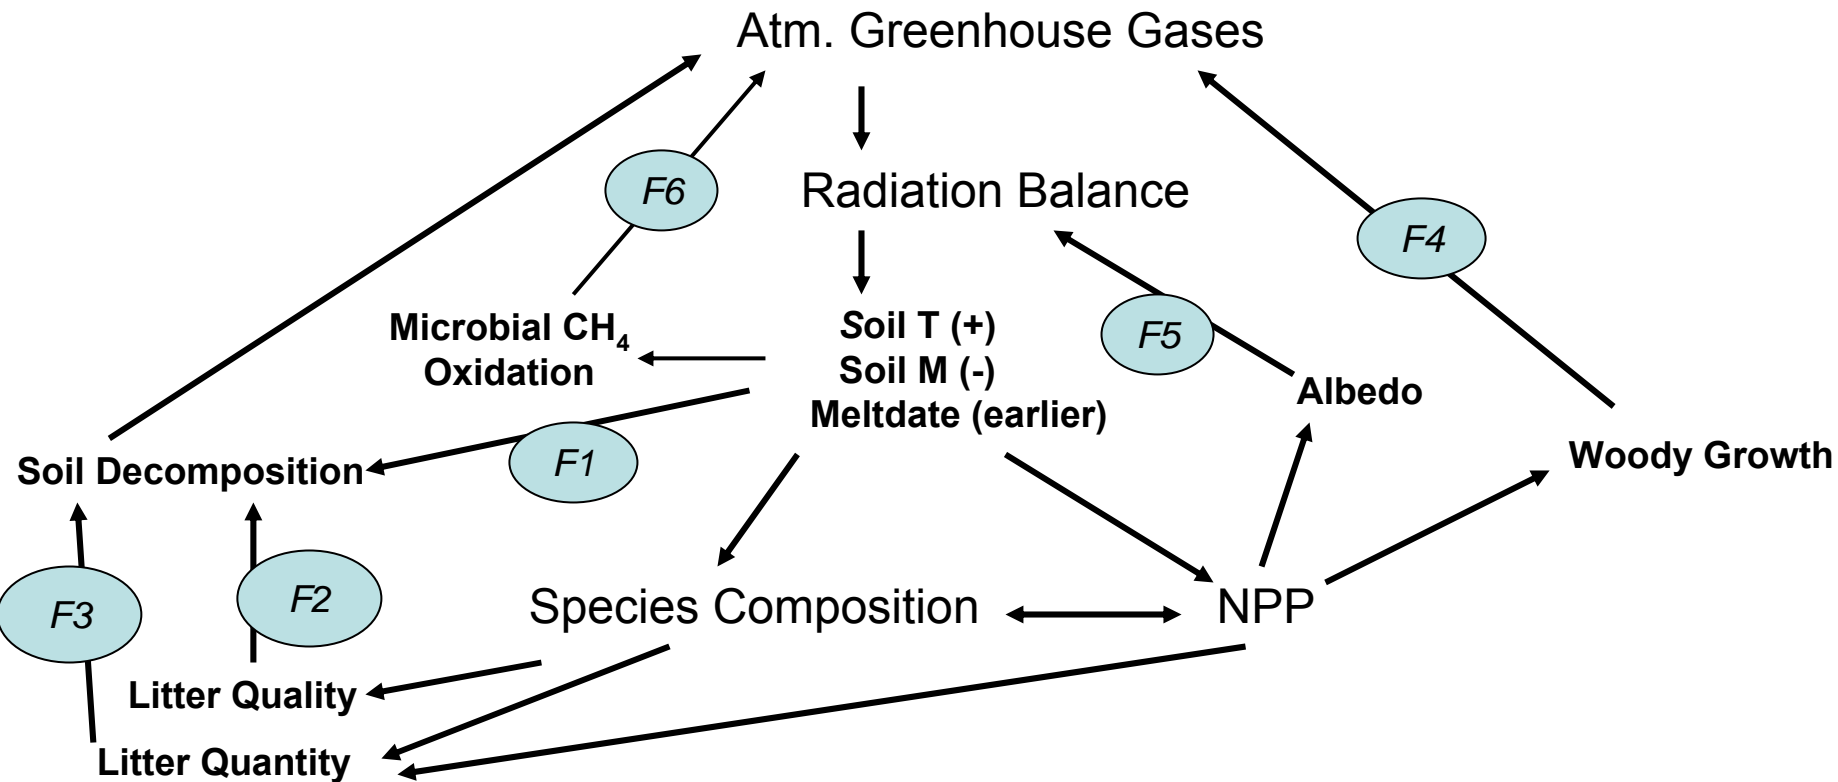 Atm. Greenhouse Gases
F6
Radiation Balance
F4
Microbial CH₄
Oxidation
Soil T (+)
Soil M (-)
Meltdate (earlier)
F5
Albedo
Soil Decomposition
F1
Woody Growth
F3
F2
Species Composition
NPP
Litter Quality
Litter Quantity